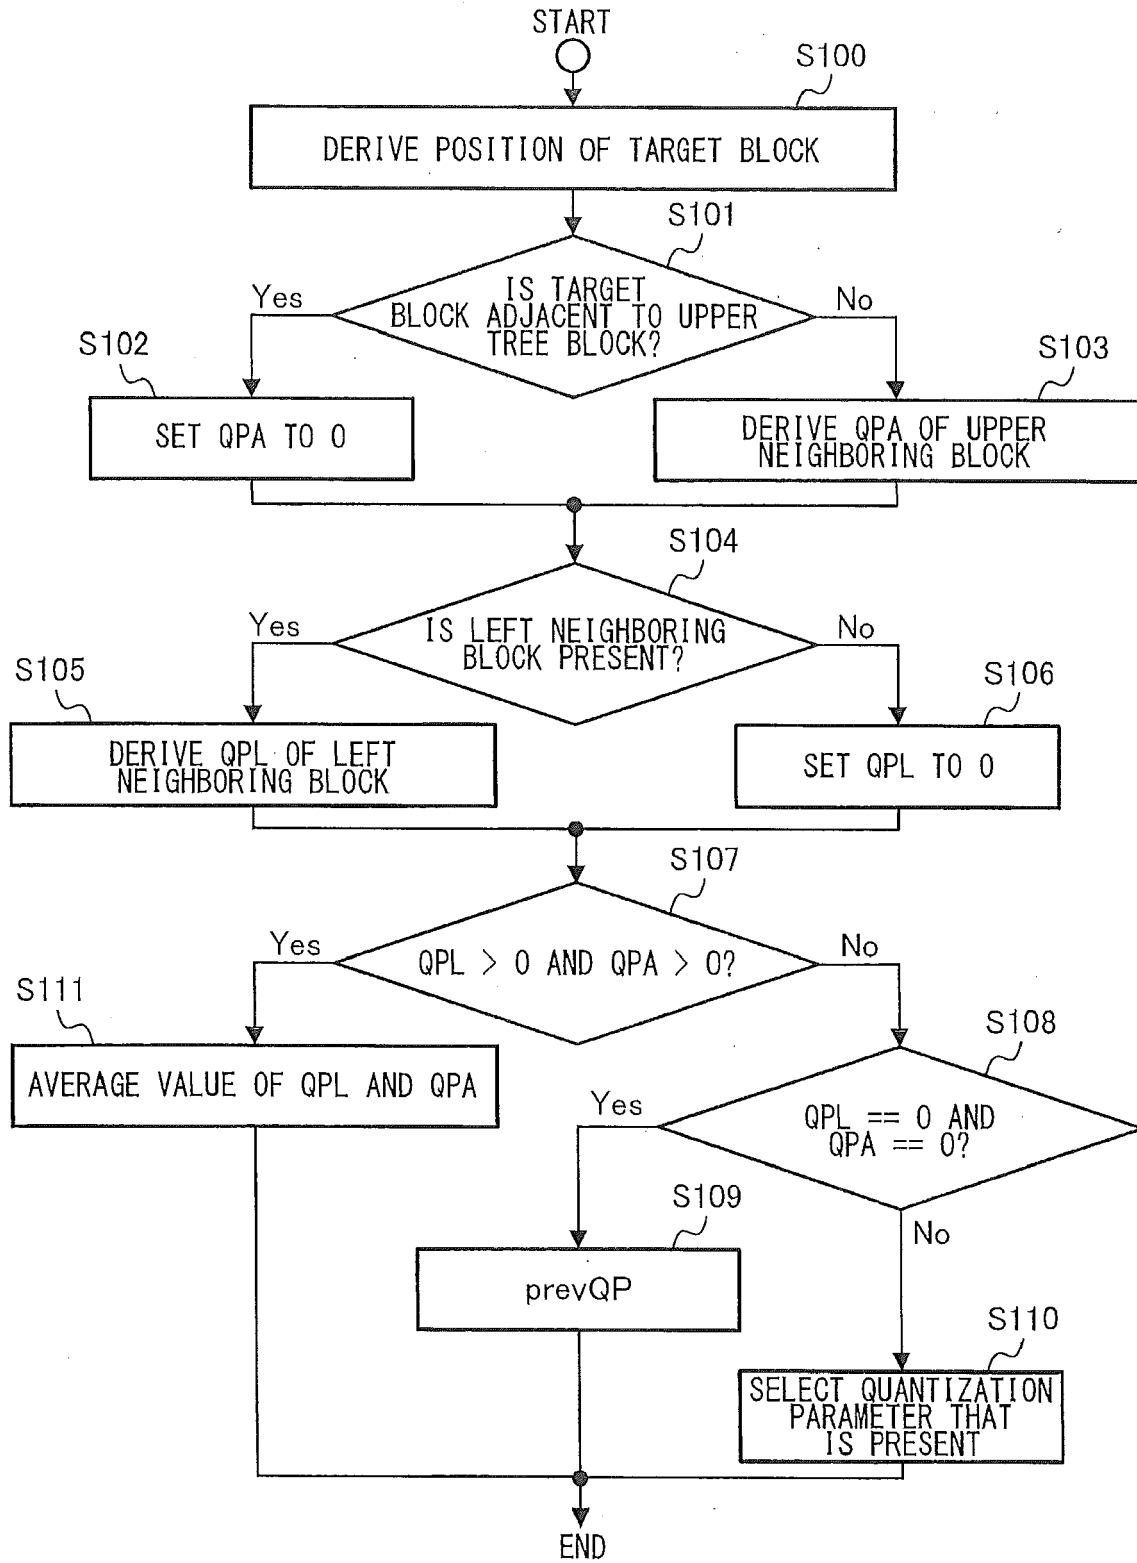 START
S100
DERIVE POSITION OF TARGET BLOCK
S101
IS TARGET
BLOCK ADJACENT TO UPPER
TREE BLOCK?
Yes
No
S102
SET QPA TO 0
S103
DERIVE QPA OF UPPER
NEIGHBORING BLOCK
S104
IS LEFT NEIGHBORING
BLOCK PRESENT?
Yes
No
S105
DERIVE QPL OF LEFT
NEIGHBORING BLOCK
S106
SET QPL TO 0
S107
QPL > 0 AND QPA > 0?
Yes
No
S111
AVERAGE VALUE OF QPL AND QPA
S108
QPL == 0 AND
QPA == 0?
Yes
No
S109
prevQP
S110
SELECT QUANTIZATION
PARAMETER THAT
IS PRESENT
END